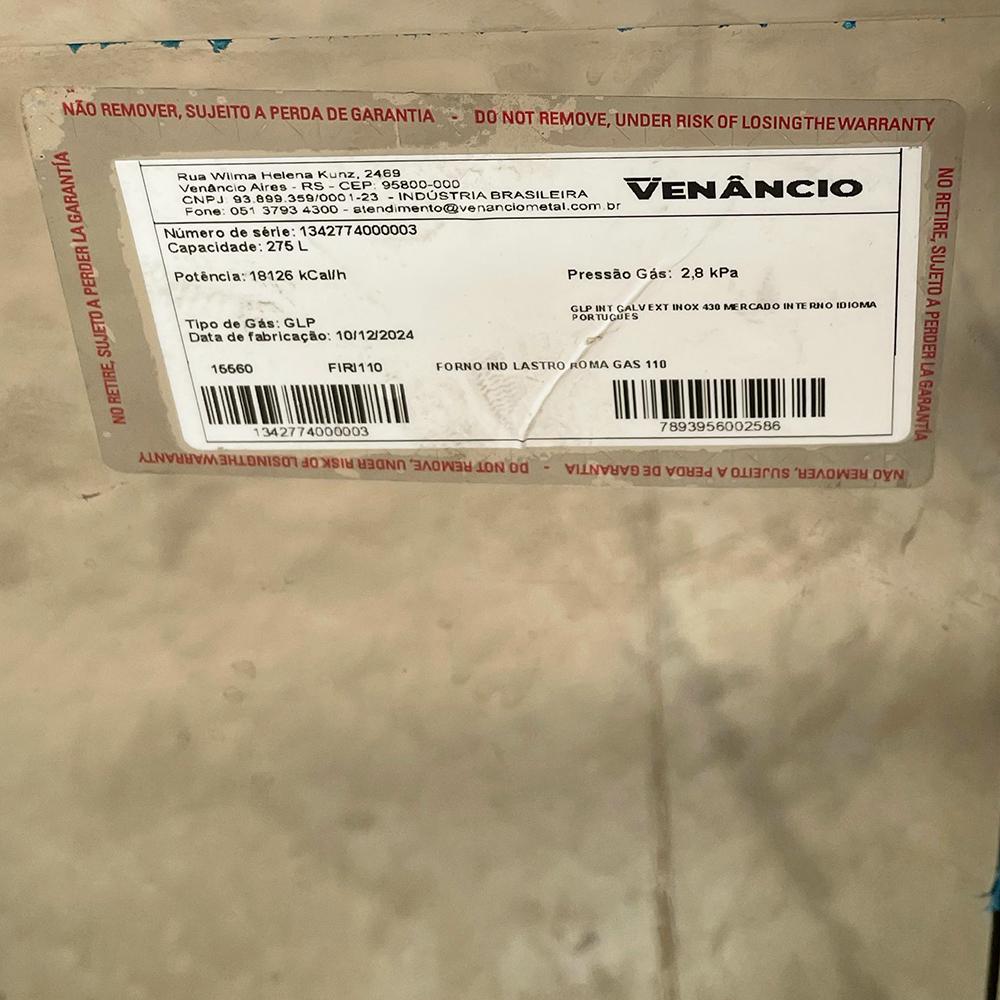 NÃO REMOVER, SUJEITO A PERDA DE GARANTIA - DO NOT REMOVE, UNDER RISK OF LOSING THE WARRANTY
NO RETIRE, SUJETO A PERDER LA GARANTÍA
Rua Wilma Helena Kunz, 2469
Venâncio Aires - RS - CEP: 95800-000
CNPJ: 93.899.359/0001-23 - INDÚSTRIA BRASILEIRA
Fone: 051 3793 4300 - atendimento@venanciometal.com.br
VENÂNCIO
Número de série: 1342774000003
Capacidade: 275 L
Potência: 18126 kCal/h
Pressão Gás: 2,8 kPa
GLP INT GALV EXT INOX 430 MERCADO INTERNO IDIOMA
PORTUGUES
Tipo de Gás: GLP
Data de fabricação: 10/12/2024
15560 FIRI110 FORNO IND LASTRO ROMA GAS 110
1342774000003
7893956002586
NO RETIRE, SUJETO A PERDER LA GARANTÍA
NÃO REMOVER, SUJEITO A PERDA DE GARANTIA - DO NOT REMOVE, UNDER RISK OF LOSING THE WARRANTY